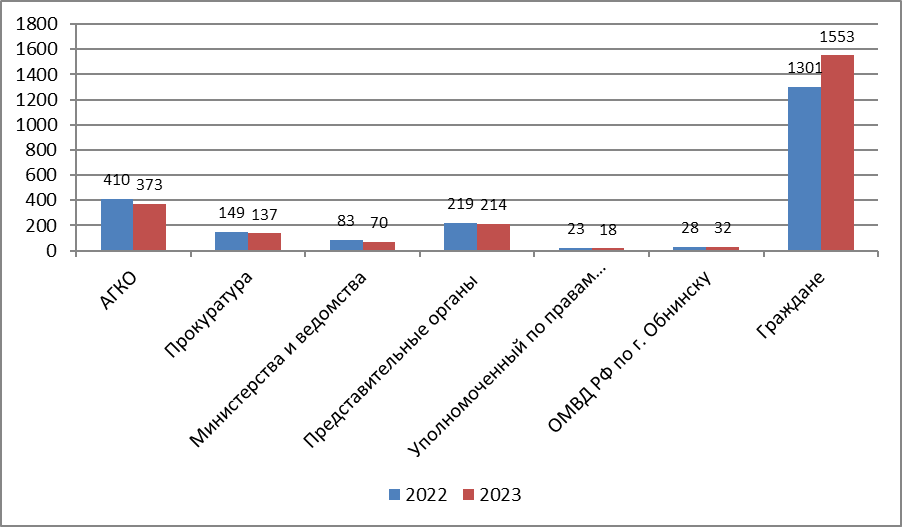 1800
1600
1400
1200
1000
800
600
400
200
0
410 373
149 137
83 70
219 214
23 18
28 32
1301 1553
АГКО
Прокуратура
Министерства и ведомства
Представительные органы
Уполномоченный по правам...
ОМВД РФ по г. Обнинску
Граждане
2022 2023